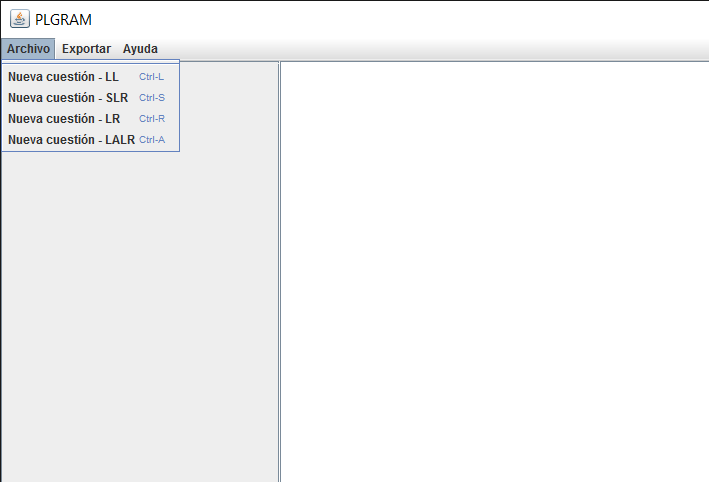 PLGRAM
Archivo Exportar Ayuda
Nueva cuestión - LL Ctrl-L
Nueva cuestión - SLR Ctrl-S
Nueva cuestión - LR Ctrl-R
Nueva cuestión - LALR Ctrl-A